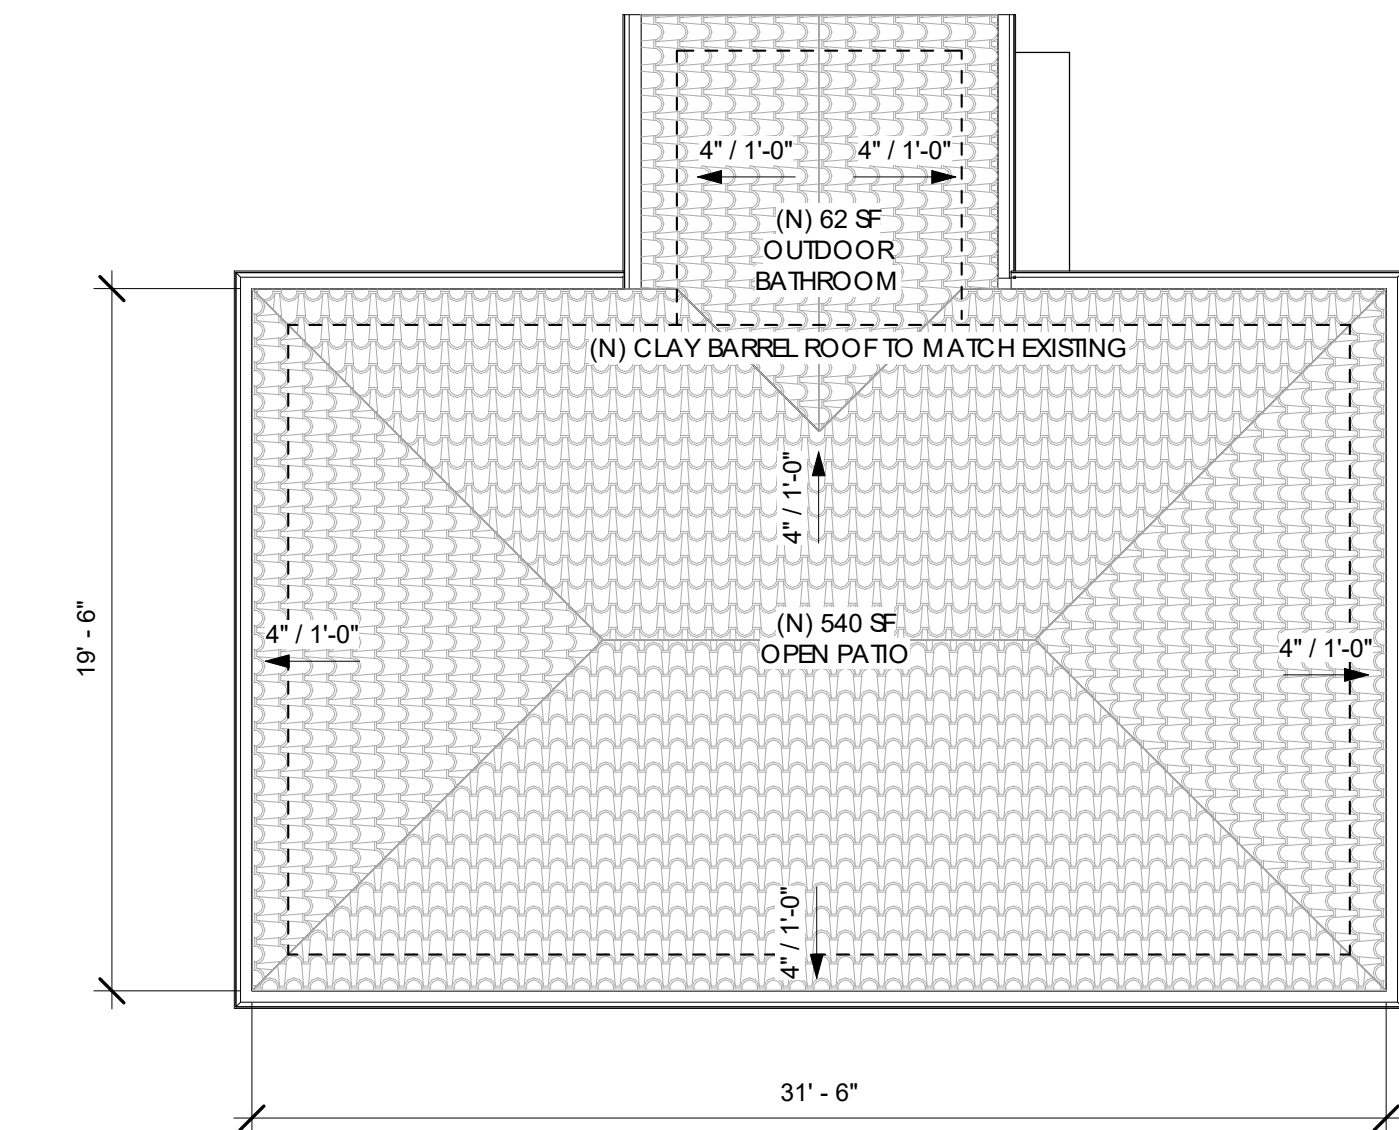 4" / 1'-0"
4" / 1'-0"
(N) 62 SF
OUTDOOR
BATHROOM
(N) CLAY BARREL ROOF TO MATCH EXISTING
4" / 1'-0"
19' - 6"
4" / 1'-0"
(N) 540 SF
OPEN PATIO
4" / 1'-0"
4" / 1'-0"
31' - 6"